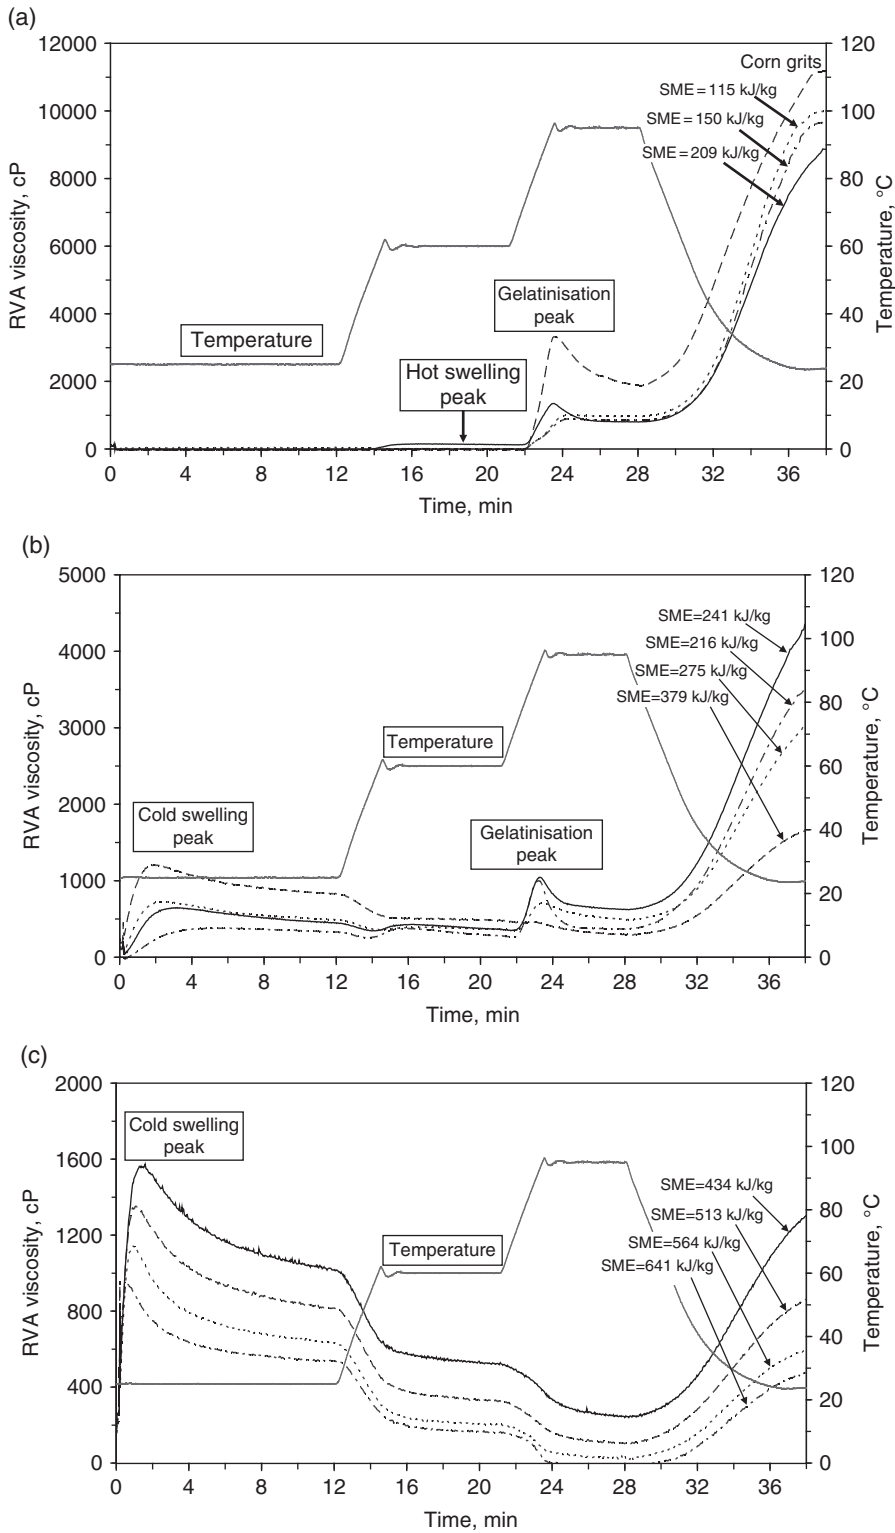 (a)
12000
10000
8000
6000
4000
2000
0
RVA viscosity, cP
120
100
80
60
40
20
0
Temperature, °C
Corn grits
SME = 115 kJ/kg
SME = 150 kJ/kg
SME = 209 kJ/kg
Gelatinisation
peak
Temperature
Hot swelling
peak
0 4 8 12 16 20 24 28 32 36
Time, min
(b)
5000
4000
3000
2000
1000
0
RVA viscosity, cP
120
100
80
60
40
20
0
Temperature, °C
SME=241 kJ/kg
SME=216 kJ/kg
SME=275 kJ/kg
SME=379 kJ/kg
Temperature
Cold swelling
peak
Gelatinisation
peak
0 4 8 12 16 20 24 28 32 36
Time, min
(c)
2000
1600
1200
800
400
0
RVA viscosity, cP
120
100
80
60
40
20
0
Temperature, °C
Cold swelling
peak
SME=434 kJ/kg
SME=513 kJ/kg
SME=564 kJ/kg
SME=641 kJ/kg
Temperature
0 4 8 12 16 20 24 28 32 36
Time, min